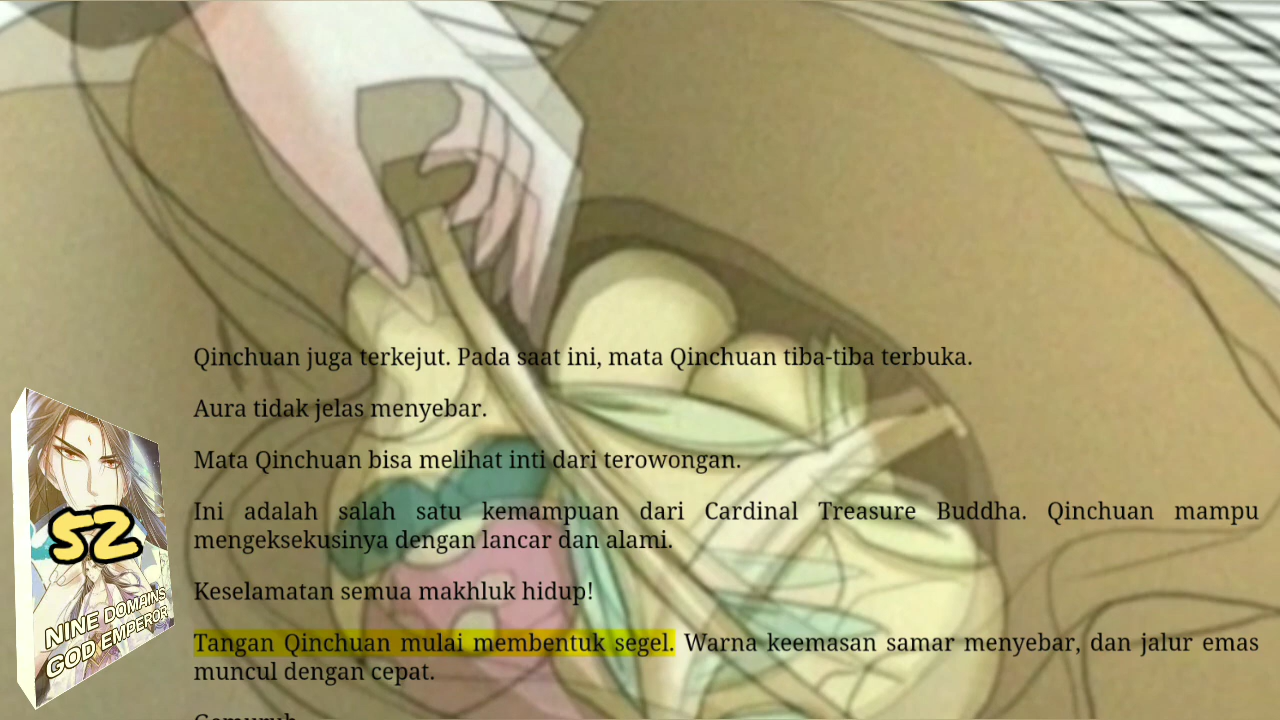 Qinchuan juga terkejut. Pada saat ini, mata Qinchuan tiba-tiba terbuka.
Aura tidak jelas menyebar.
Mata Qinchuan bisa melihat inti dari terowongan.
Ini adalah salah satu kemampuan dari Cardinal Treasure Buddha. Qinchuan mampu
mengeksekusinya dengan lancar dan alami.
Keselamatan semua makhluk hidup!
Tangan Qinchuan mulai membentuk segel. Warna keemasan samar menyebar, dan jalur emas
muncul dengan cepat.
SZ
NINE DOMAINS
GOD EMPEROR